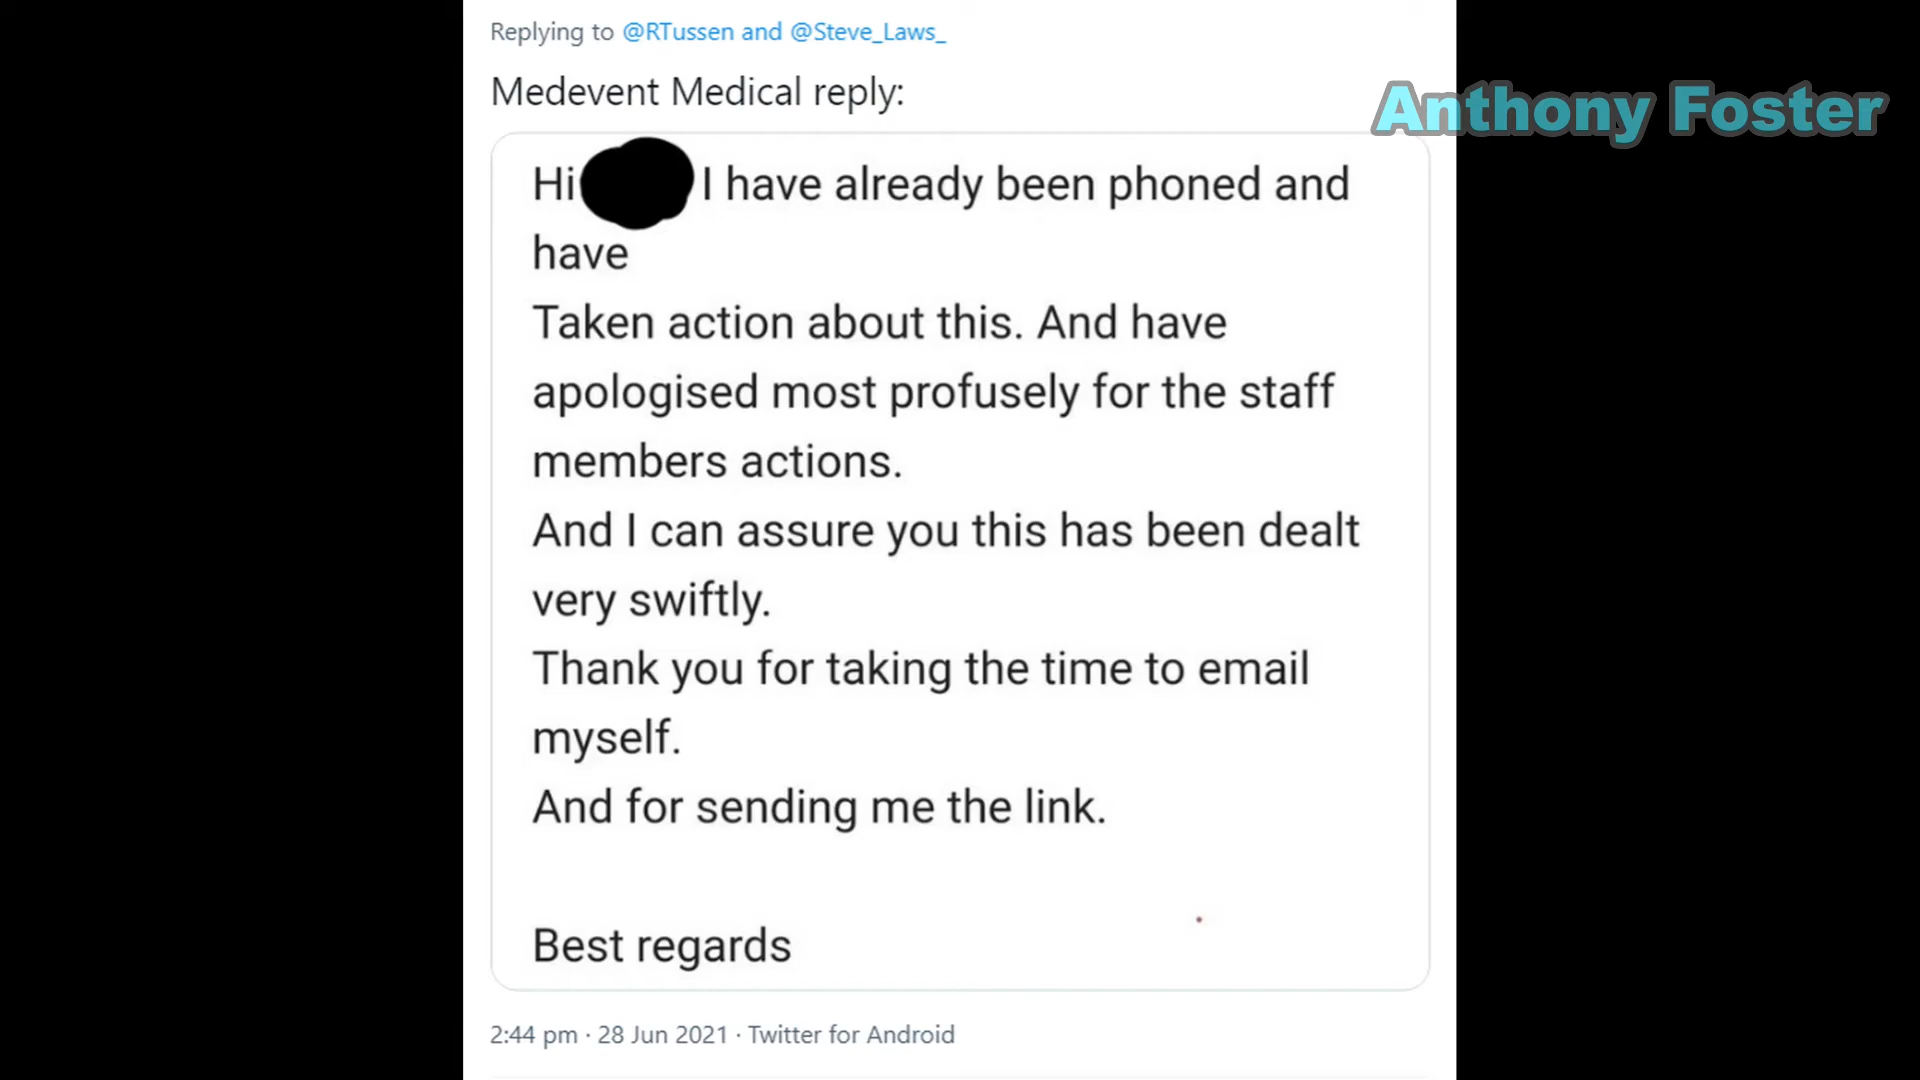 Replying to @RTussen and @Steve_Laws_
Medevent Medical reply:
Anthony Foster
Hi I have already been phoned and
have
Taken action about this. And have
apologised most profusely for the staff
members actions.
And I can assure you this has been dealt
very swiftly.
Thank you for taking the time to email
myself.
And for sending me the link.
Best regards
2:44 pm · 28 Jun 2021 · Twitter for Android